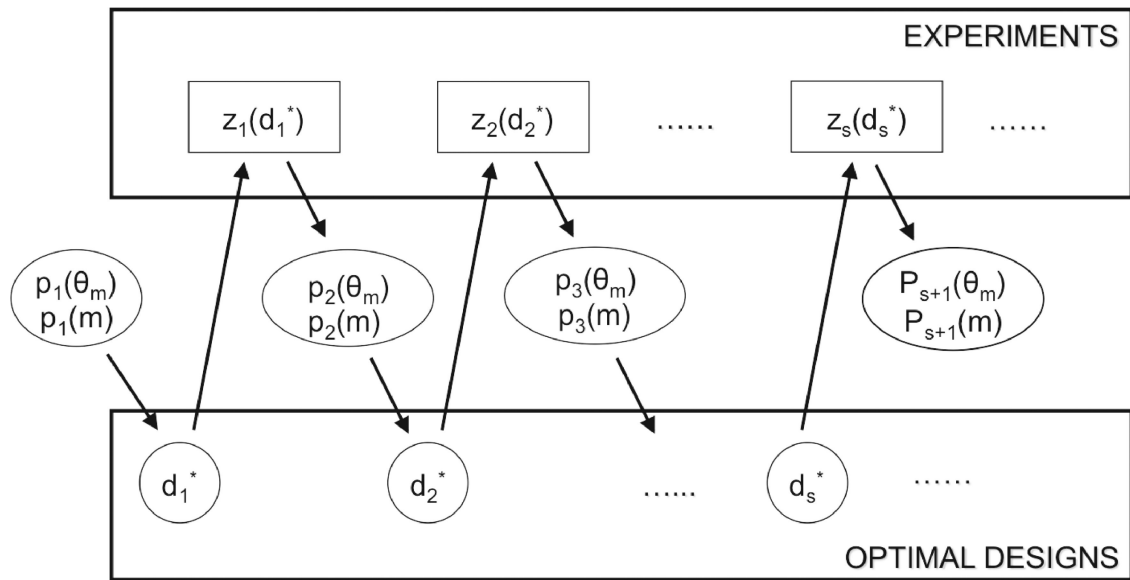 EXPERIMENTS
z₁(d₁*)
z₂(d₂*)
......
zₛ(dₛ*)
......
p₁(θₘ)
p₁(m)
p₂(θₘ)
p₂(m)
p₃(θₘ)
p₃(m)
Pₛ₊₁(θₘ)
Pₛ₊₁(m)
d₁*
d₂*
......
dₛ*
......
OPTIMAL DESIGNS